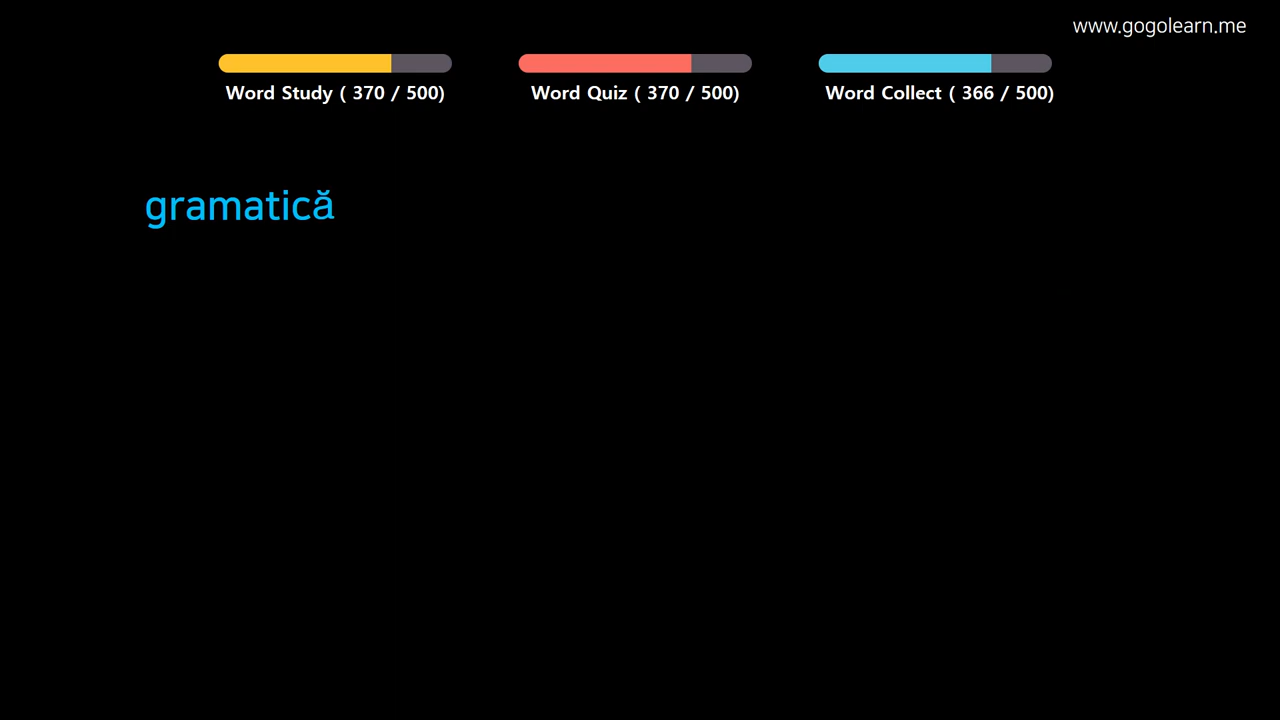 www.gogolearn.me
Word Study ( 370 / 500)
Word Quiz ( 370 / 500)
Word Collect ( 366 / 500)
gramatică